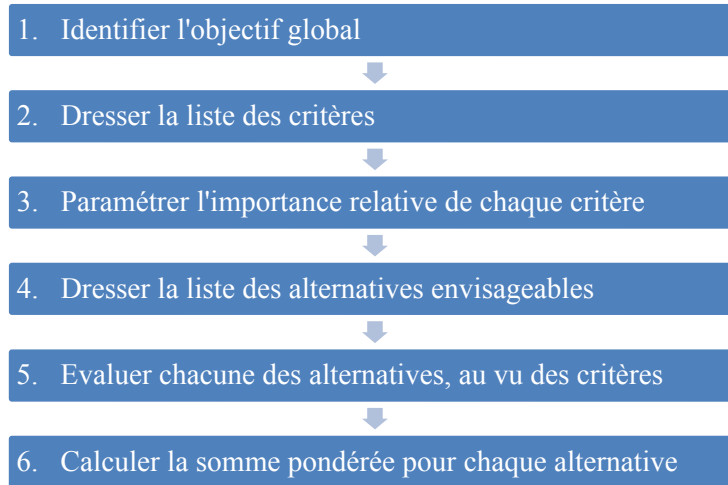 1. Identifier l'objectif global
2. Dresser la liste des critères
3. Paramétrer l'importance relative de chaque critère
4. Dresser la liste des alternatives envisageables
5. Evaluer chacune des alternatives, au vu des critères
6. Calculer la somme pondérée pour chaque alternative